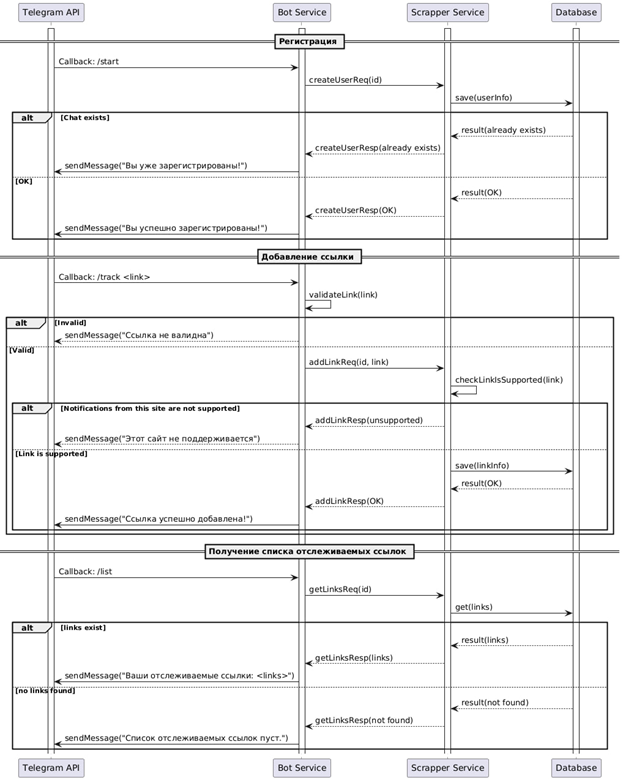 Telegram API
Bot Service
Scrapper Service
Database
Регистрация
Callback: /start
createUserReq(id)
save(userInfo)
alt
[Chat exists]
result(already exists)
createUserResp(already exists)
sendMessage("Вы уже зарегистрированы!")
[OK]
result(OK)
createUserResp(OK)
sendMessage("Вы успешно зарегистрированы!")
Добавление ссылки
Callback: /track <link>
validateLink(link)
alt
[Invalid]
sendMessage("Ссылка не валидна")
[Valid]
addLinkReq(id, link)
checkLinkIsSupported(link)
alt
[Notifications from this site are not supported]
addLinkResp(unsupported)
sendMessage("Этот сайт не поддерживается")
[Link is supported]
save(linkInfo)
result(OK)
addLinkResp(OK)
sendMessage("Ссылка успешно добавлена!")
Получение списка отслеживаемых ссылок
Callback: /list
getLinksReq(id)
get(links)
alt
[links exist]
result(links)
getLinksResp(links)
sendMessage("Ваши отслеживаемые ссылки: <links>")
[no links found]
result(not found)
getLinksResp(not found)
sendMessage("Список отслеживаемых ссылок пуст.")
Telegram API
Bot Service
Scrapper Service
Database